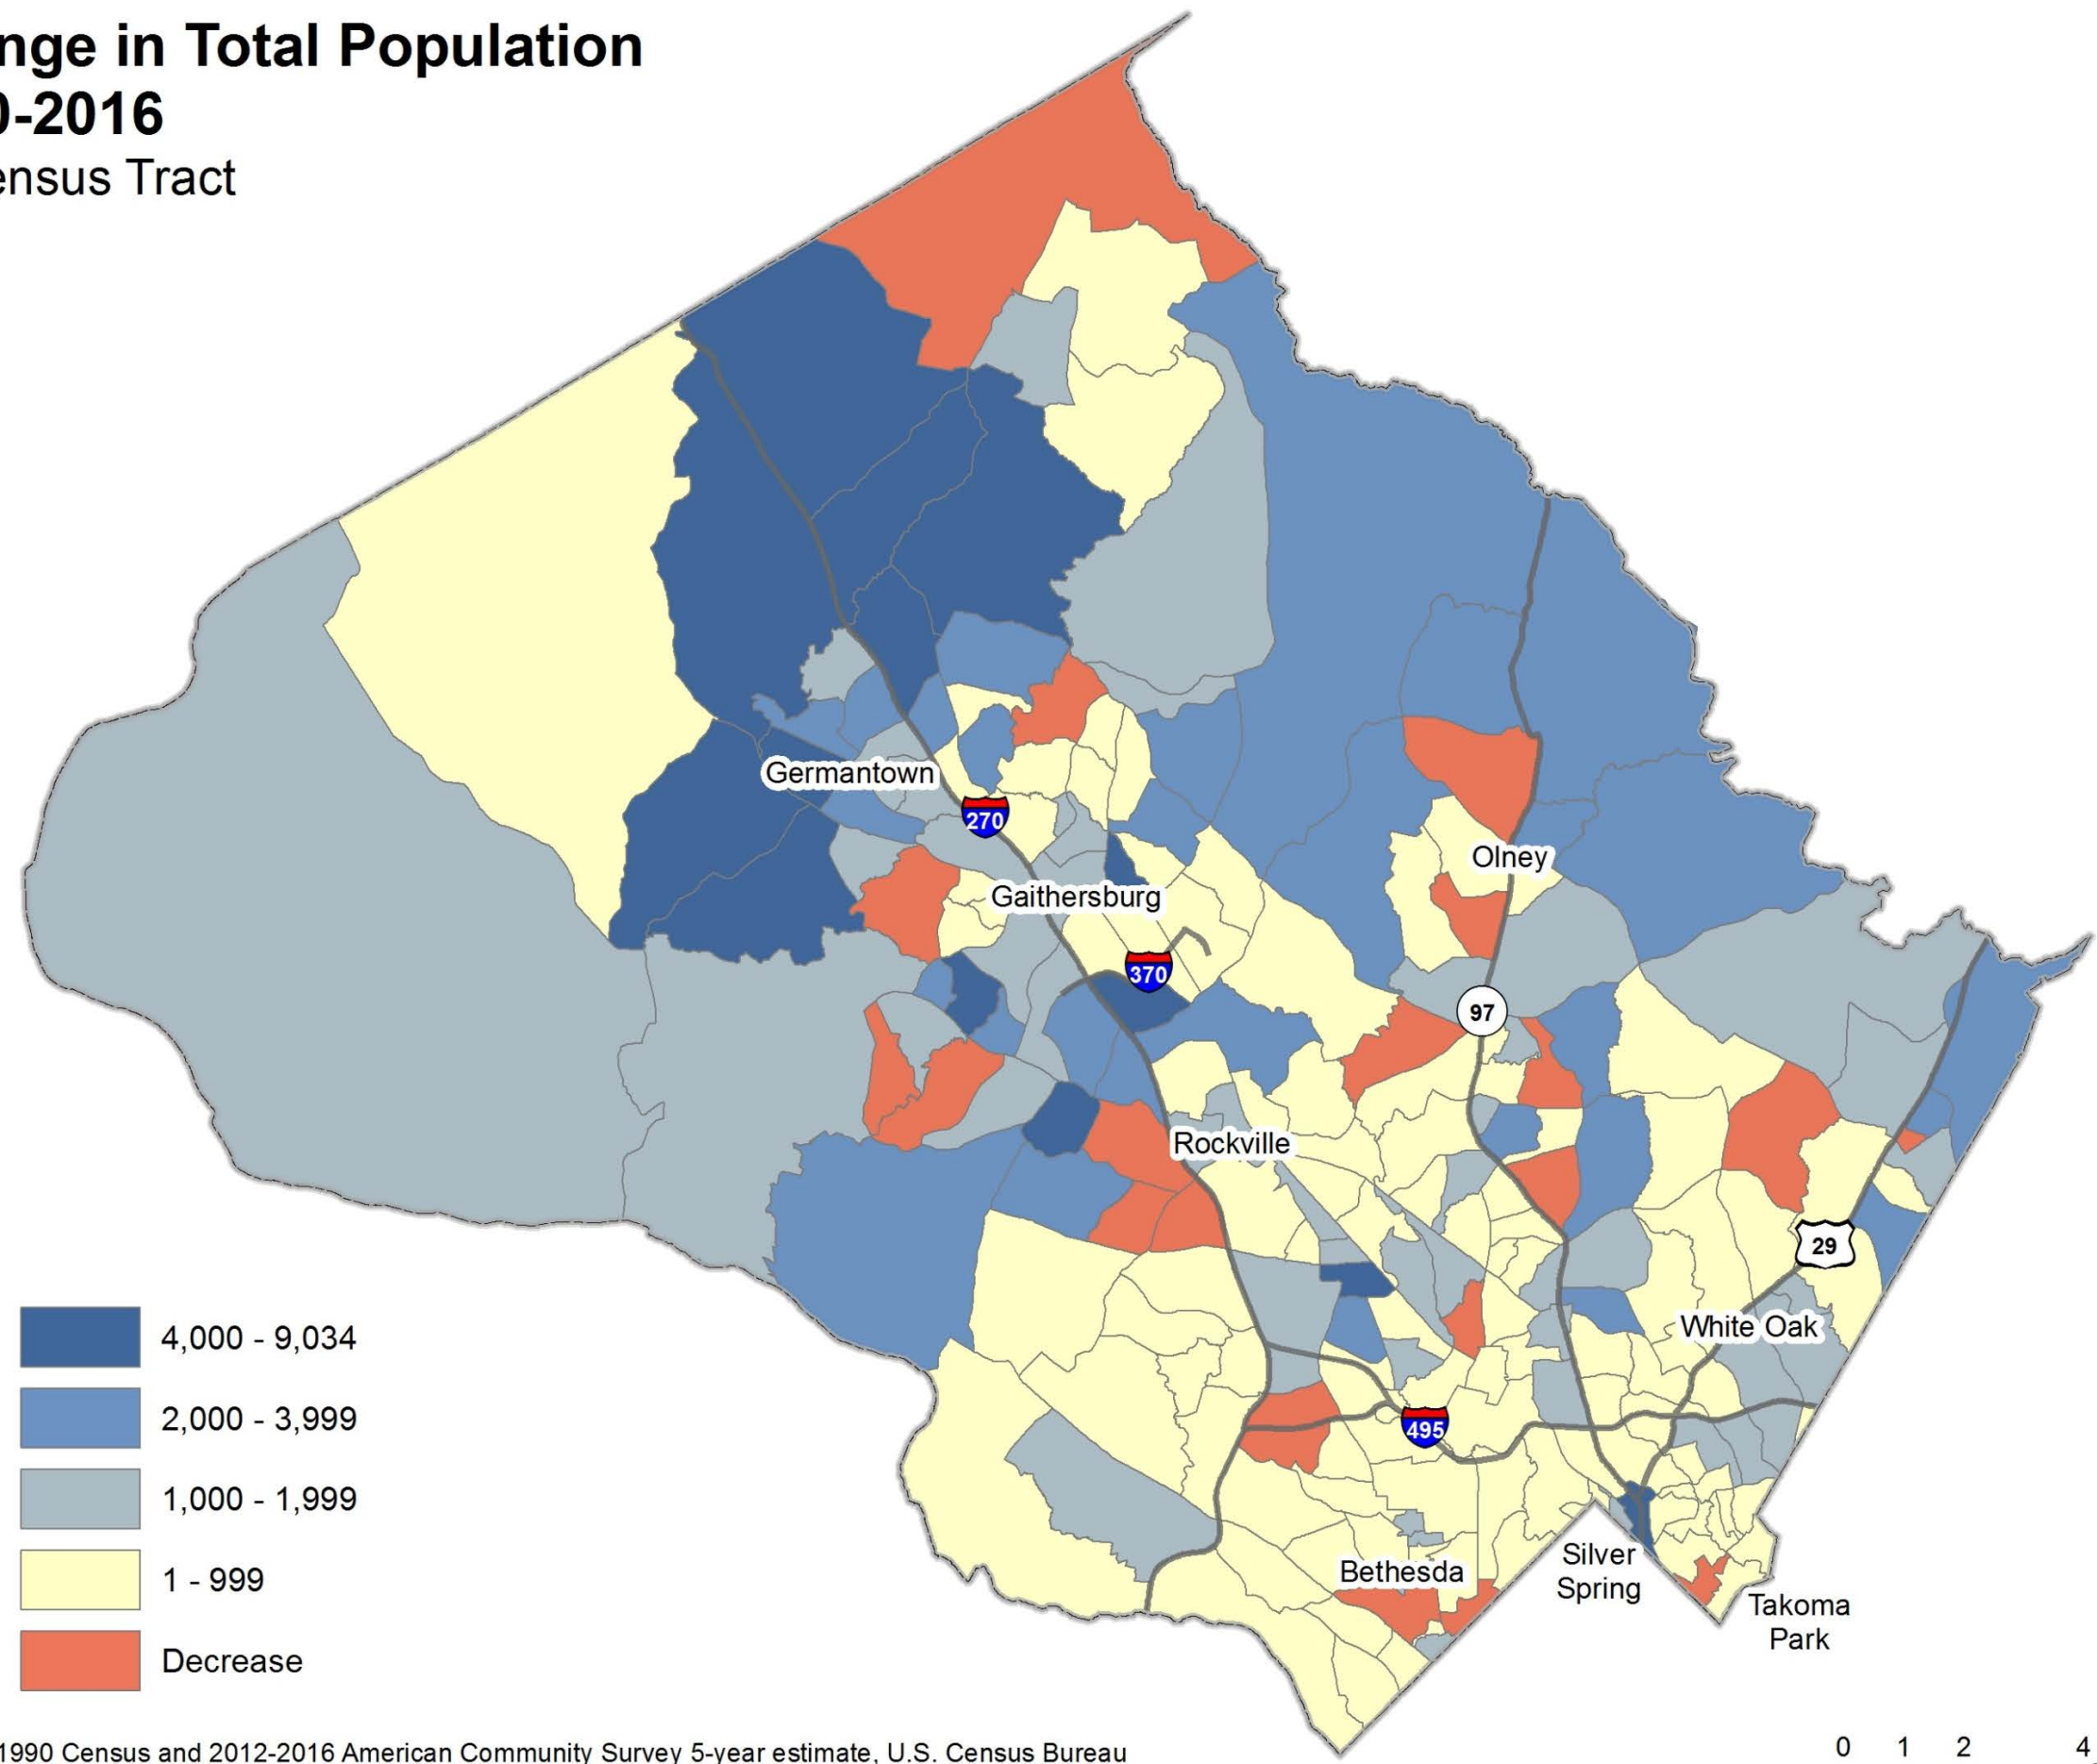 nge in Total Population
0-2016
ensus Tract
Germantown
270
Olney
Gaithersburg
370
97
Rockville
29
4,000 - 9,034
White Oak
2,000 - 3,999
495
1,000 - 1,999
Silver
Spring
Bethesda
1 - 999
Takoma
Park
Decrease
1990 Census and 2012-2016 American Community Survey 5-year estimate, U.S. Census Bureau
0 1 2 4